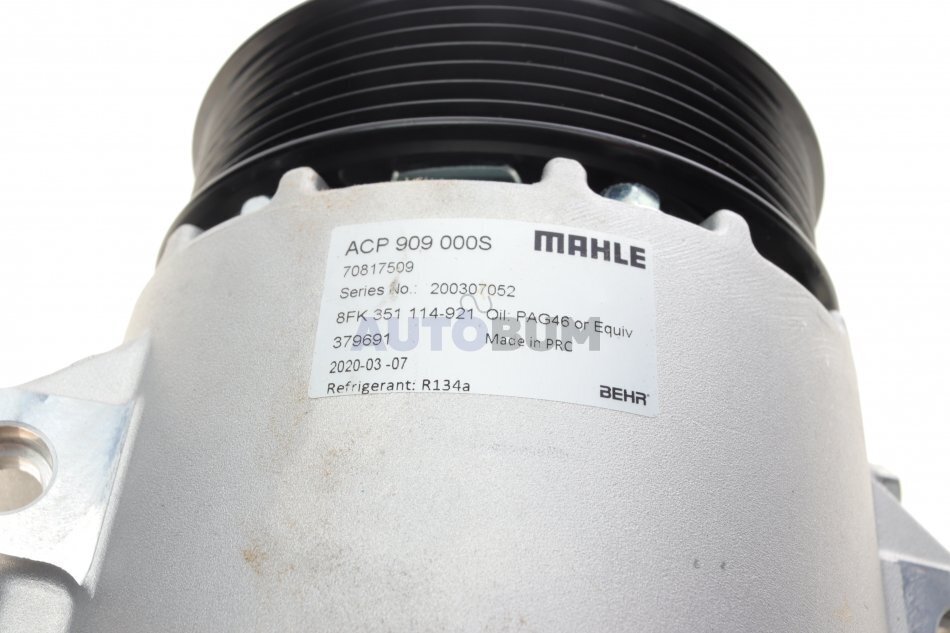 ACP 909 000S MAHLE
70817509
Series No.: 200307052
8FK 351 114-921 Oil: PAG46 or Equiv
379691 Made in PRC
2020-03 -07
Refrigerant: R134a BEHR
AUTOBUM